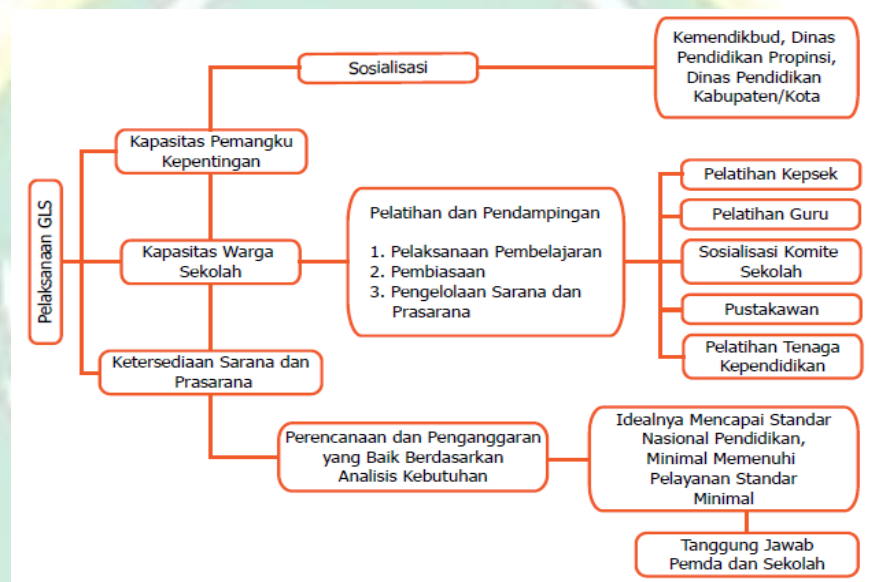 Pelaksanaan GLS
Kapasitas Pemangku
Kepentingan
Sosialisasi
Kemendikbud, Dinas
Pendidikan Propinsi,
Dinas Pendidikan
Kabupaten/Kota
Kapasitas Warga
Sekolah
Pelatihan dan Pendampingan
1. Pelaksanaan Pembelajaran
2. Pembiasaan
3. Pengelolaan Sarana dan
Prasarana
Pelatihan Kepsek
Pelatihan Guru
Sosialisasi Komite
Sekolah
Pustakawan
Pelatihan Tenaga
Kependidikan
Ketersediaan Sarana dan
Prasarana
Perencanaan dan Penganggaran
yang Baik Berdasarkan
Analisis Kebutuhan
Idealnya Mencapai Standar
Nasional Pendidikan,
Minimal Memenuhi
Pelayanan Standar
Minimal
Tanggung Jawab
Pemda dan Sekolah